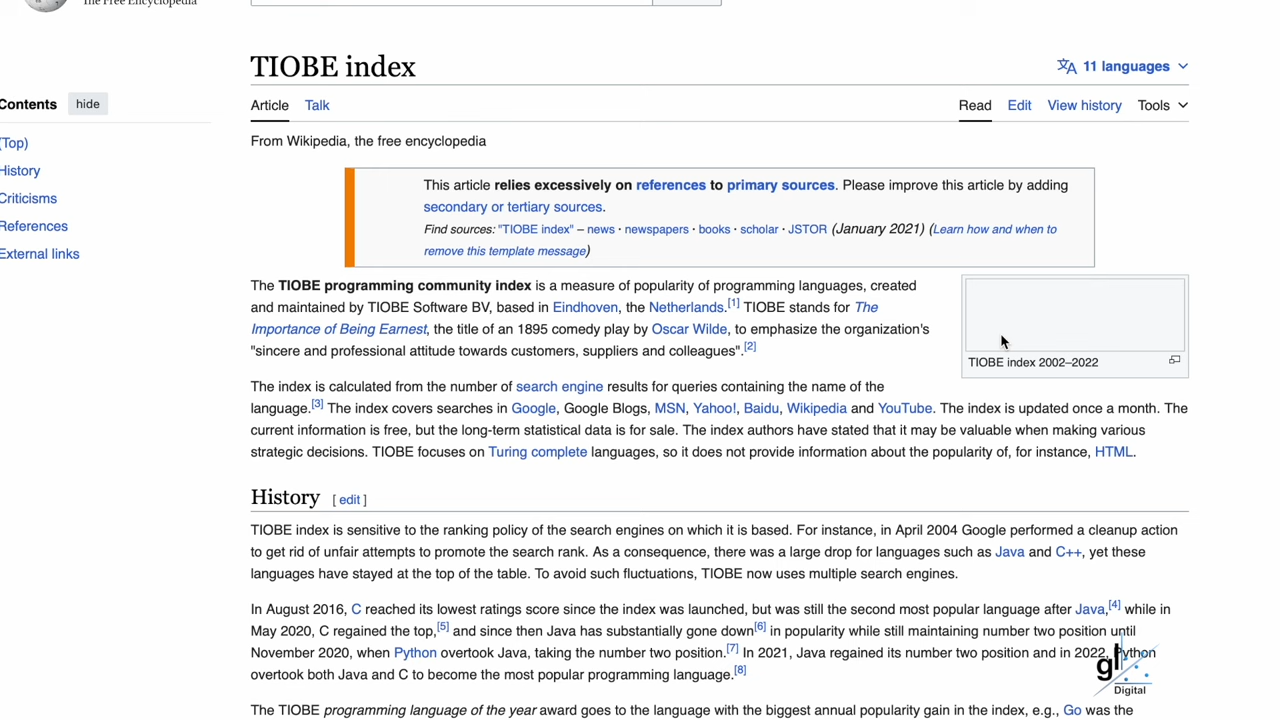 The Free Encyclopedia
TIOBE index
11 languages
Contents hide
Article Talk
Read Edit View history Tools
(Top)
From Wikipedia, the free encyclopedia
History
Criticisms
References
External links
This article relies excessively on references to primary sources. Please improve this article by adding
secondary or tertiary sources.
Find sources: "TIOBE index" – news · newspapers · books · scholar · JSTOR (January 2021) (Learn how and when to
remove this template message)
The TIOBE programming community index is a measure of popularity of programming languages, created
and maintained by TIOBE Software BV, based in Eindhoven, the Netherlands.[1] TIOBE stands for The
Importance of Being Earnest, the title of an 1895 comedy play by Oscar Wilde, to emphasize the organization's
"sincere and professional attitude towards customers, suppliers and colleagues".[2]
TIOBE index 2002–2022
The index is calculated from the number of search engine results for queries containing the name of the
language.[3] The index covers searches in Google, Google Blogs, MSN, Yahoo!, Baidu, Wikipedia and YouTube. The index is updated once a month. The
current information is free, but the long-term statistical data is for sale. The index authors have stated that it may be valuable when making various
strategic decisions. TIOBE focuses on Turing complete languages, so it does not provide information about the popularity of, for instance, HTML.
History [ edit ]
TIOBE index is sensitive to the ranking policy of the search engines on which it is based. For instance, in April 2004 Google performed a cleanup action
to get rid of unfair attempts to promote the search rank. As a consequence, there was a large drop for languages such as Java and C++, yet these
languages have stayed at the top of the table. To avoid such fluctuations, TIOBE now uses multiple search engines.
In August 2016, C reached its lowest ratings score since the index was launched, but was still the second most popular language after Java,[4] while in
May 2020, C regained the top,[5] and since then Java has substantially gone down[6] in popularity while still maintaining number two position until
November 2020, when Python overtook Java, taking the number two position.[7] In 2021, Java regained its number two position and in 2022, Python
overtook both Java and C to become the most popular programming language.[8]
The TIOBE programming language of the year award goes to the language with the biggest annual popularity gain in the index, e.g., Go was the
gl
Digital